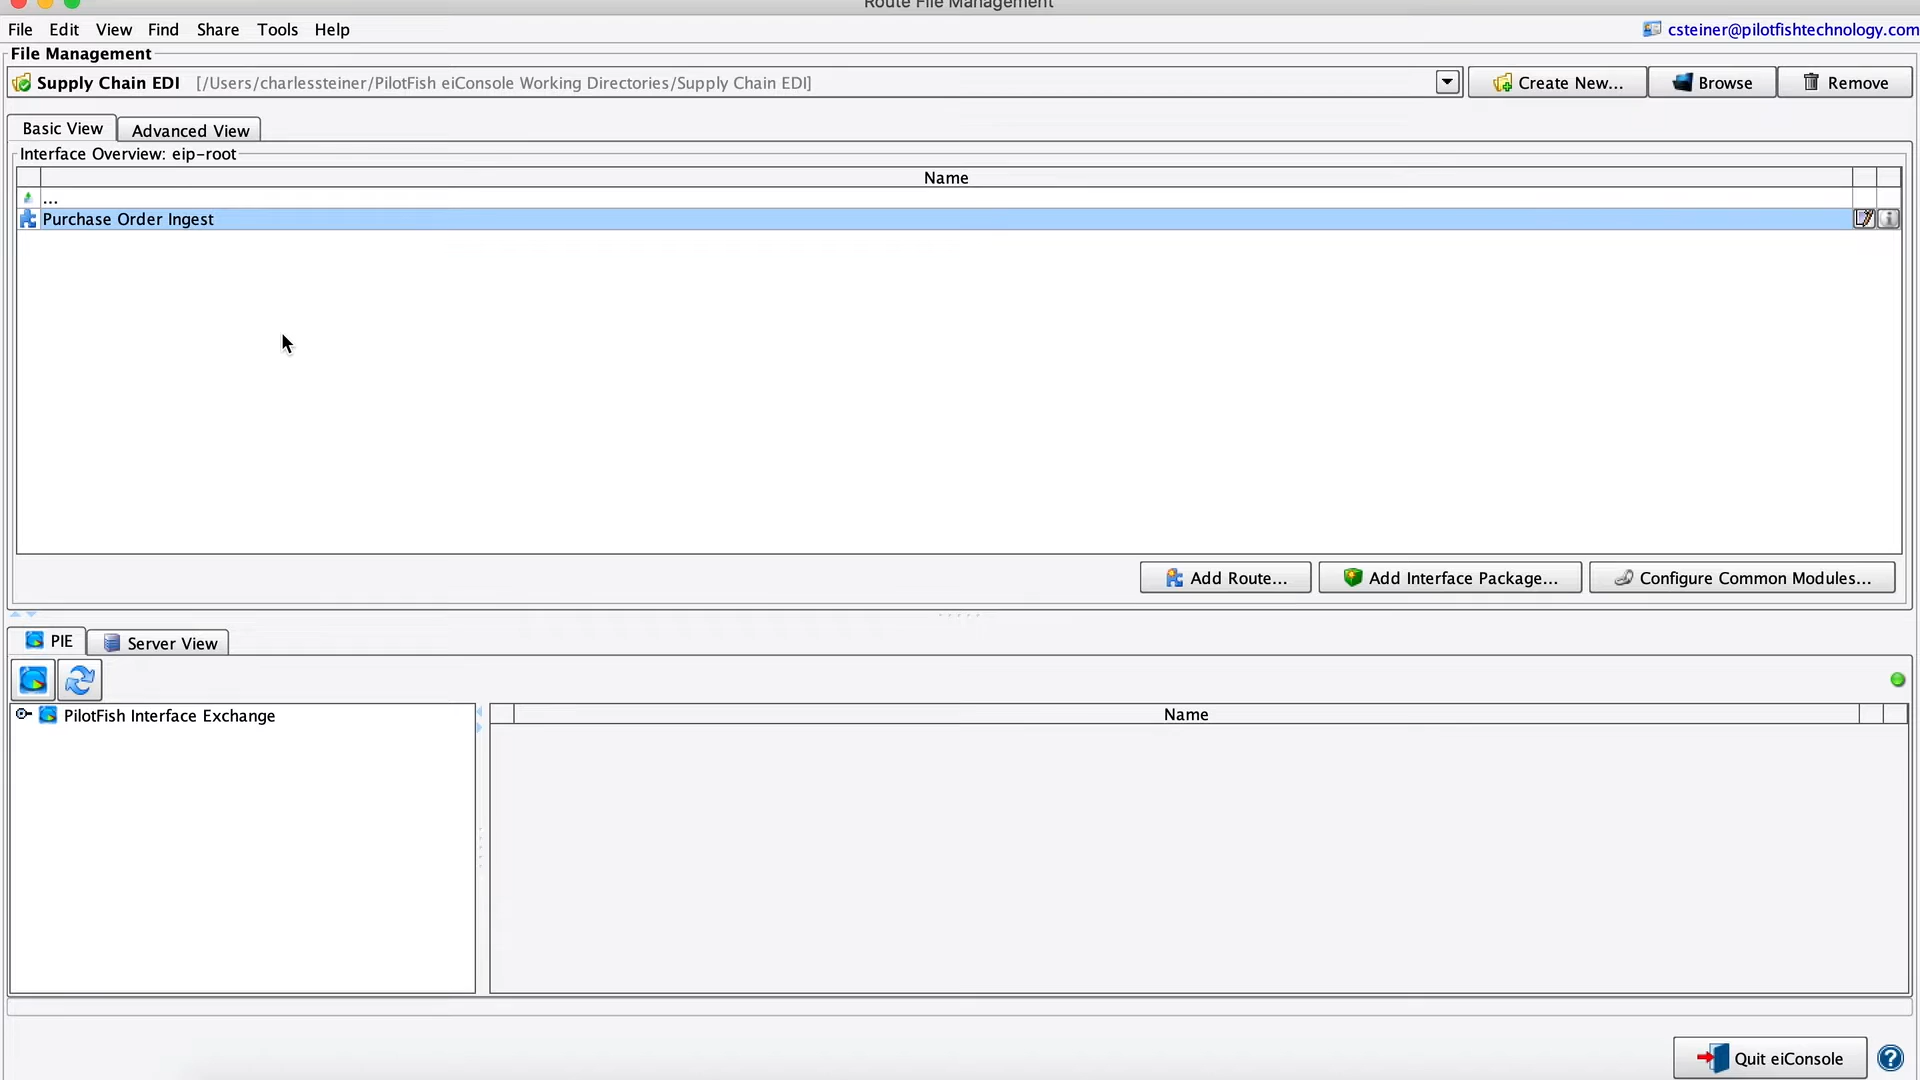 Route File Management
File Edit View Find Share Tools Help csteiner@pilotfishtechnology.com
File Management
Supply Chain EDI [/Users/charlessteiner/PilotFish eiConsole Working Directories/Supply Chain EDI] Create New... Browse Remove
Basic View Advanced View
Interface Overview: eip-root
Name
...
Purchase Order Ingest
Add Route... Add Interface Package... Configure Common Modules...
PIE Server View
PilotFish Interface Exchange Name
Quit eiConsole